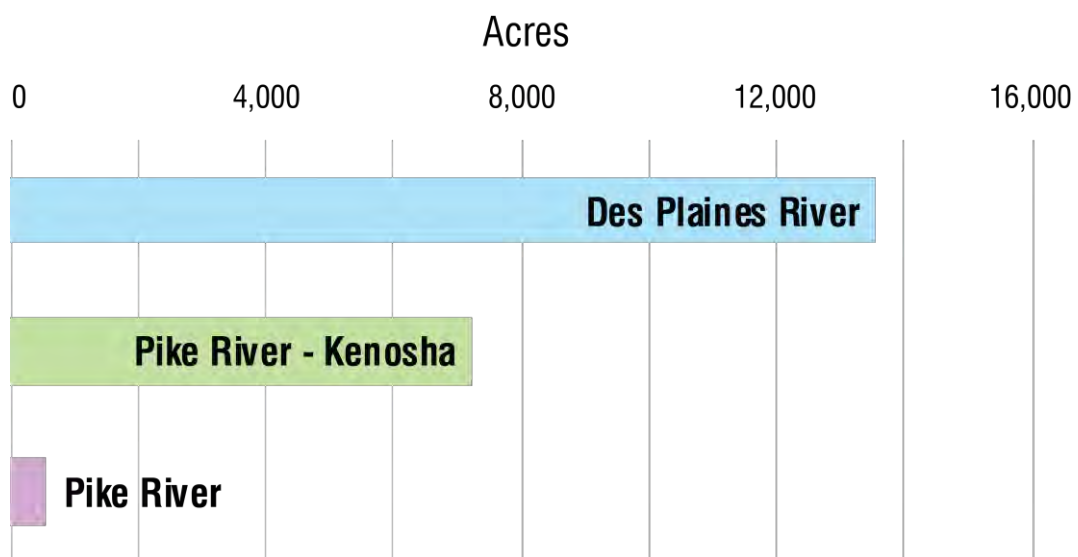 Acres
0 4,000 8,000 12,000 16,000
Des Plaines River
Pike River - Kenosha
Pike River